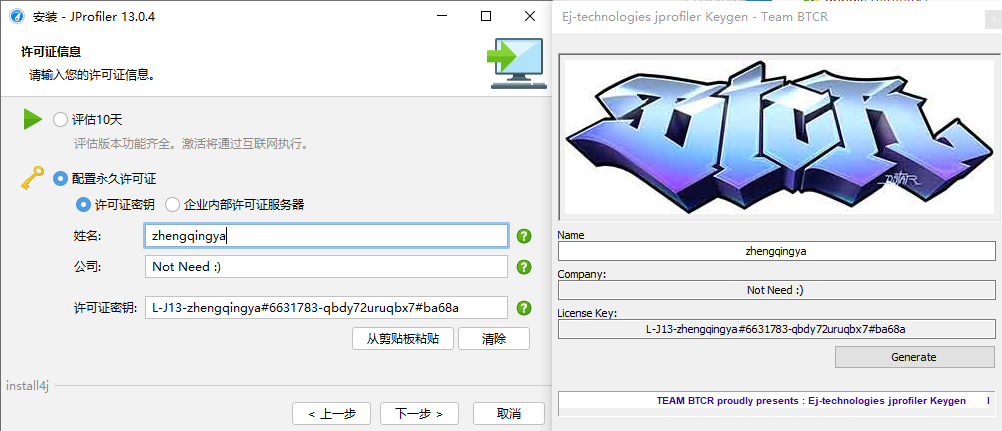 安装 - JProfiler 13.0.4
许可证信息
请输入您的许可证信息。
评估10天
评估版本功能齐全。激活将通过互联网执行。
配置永久许可证
许可证密钥 企业内部许可证服务器
姓名: zhengqingya
公司: Not Need :)
许可证密钥: L-J13-zhengqingya#6631783-qbdy72uruqbx7#ba68a
从剪贴板粘贴 清除
install4j
< 上一步 下一步 > 取消
Ej-technologies jprofiler Keygen - Team BTCR
BTCR
Name
zhengqingya
Company:
Not Need :)
License Key:
L-J13-zhengqingya#6631783-qbdy72uruqbx7#ba68a
Generate
TEAM BTCR proudly presents : Ej-technologies jprofiler Keygen